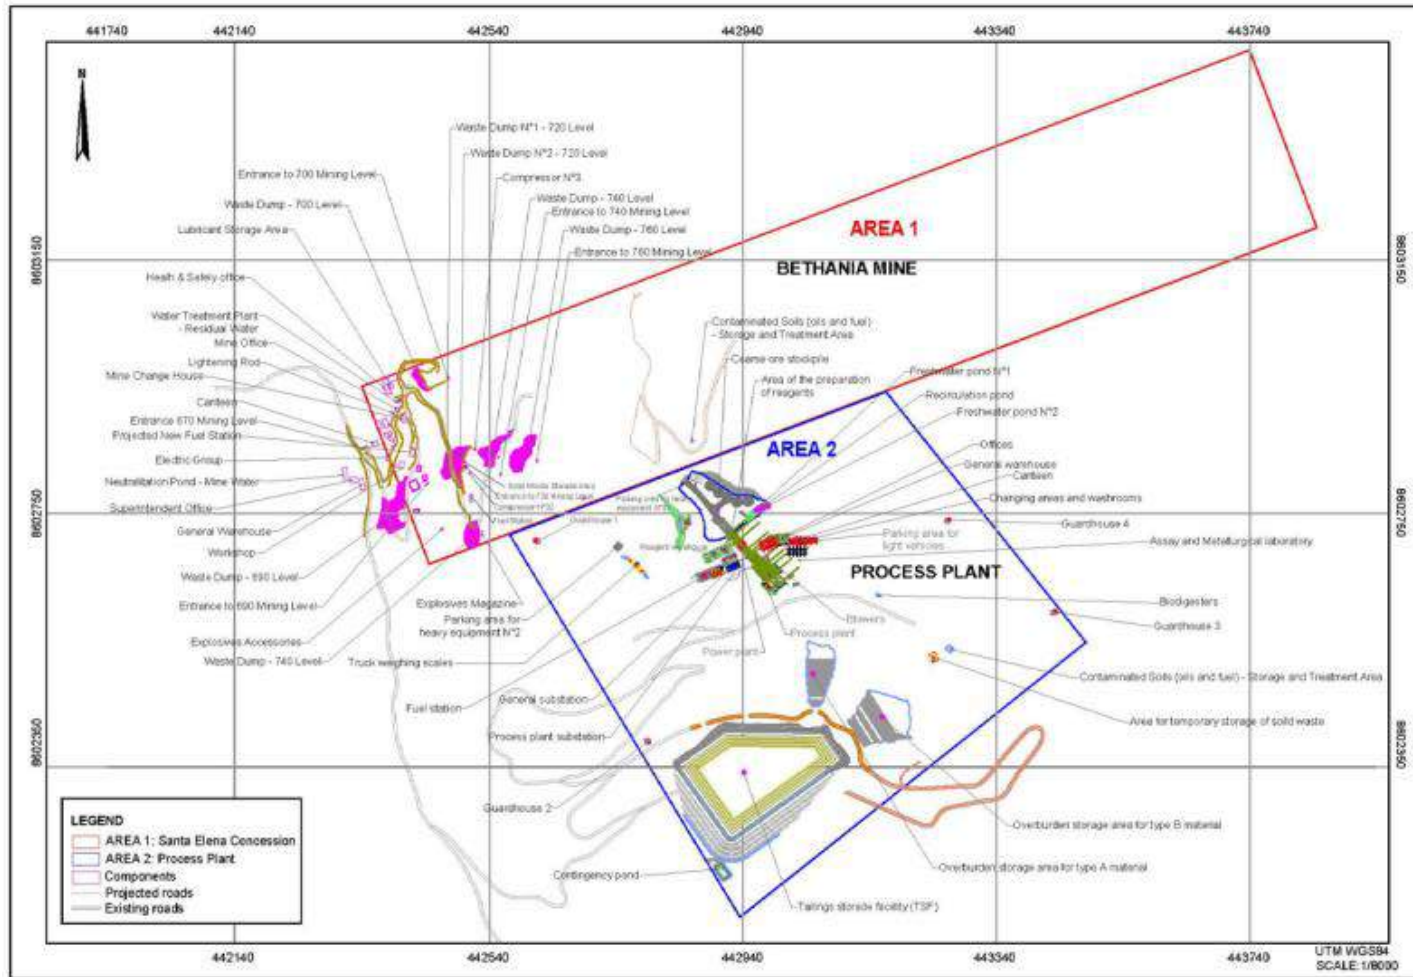 441740
442140
442540
442940
443340
443740
N
Waste Dump N°1 - 720 Level
Waste Dump N°2 - 720 Level
Entrance to 700 Mining Level
Compressor N°3
Waste Dump - 740 Level
Waste Dump - 700 Level
Entrance to 740 Mining Level
Lubricant Storage Area
Waste Dump - 760 Level
Entrance to 760 Mining Level
AREA 1
BETHANIA MINE
8603150
8603150
Health & Safety office
Water Treatment Plant
- Residual Water
Mine Office
Lightening Rod
Mine Change House
Canteen
Entrance 670 Mining Level
Projected New Fuel Station
Electric Group
Neutralitation Pond - Mine Water
Superintendent Office
General Warehouse
Workshop
Waste Dump - 690 Level
Entrance to 690 Mining Level
Explosives Accessories
Waste Dump - 740 Level
Contaminated Soils (oils and fuel)
- Storage and Treatment Area
Coarse ore stockpile
Area of the preparation
of reagents
Freshwater pond N°1
Recirculation pond
Freshwater pond N°2
AREA 2
Offices
General warehouse
Canteen
Changing areas and washrooms
Guardhouse 4
Parking area for
light vehicles
Assay and Metallurgical laboratory
8602750
8602750
Guardhouse 1
PROCESS PLANT
Explosives Magazine
Parking area for
heavy equipment N°2
Truck weighing scales
Fuel station
General substation
Process plant substation
Guardhouse 2
Power plant
Process plant
Blowers
Biodigesters
Guardhouse 3
Contaminated Soils (oils and fuel) - Storage and Treatment Area
Area for temporary storage of solid waste
8602350
8602350
Overburden storage area for type B material
Overburden storage area for type A material
Contingency pond
Tailings storage facility (TSF)
LEGEND
AREA 1: Santa Elena Concession
AREA 2: Process Plant
Components
Projected roads
Existing roads
442140
442540
442940
443340
443740
UTM WGS84
SCALE: 1/8000